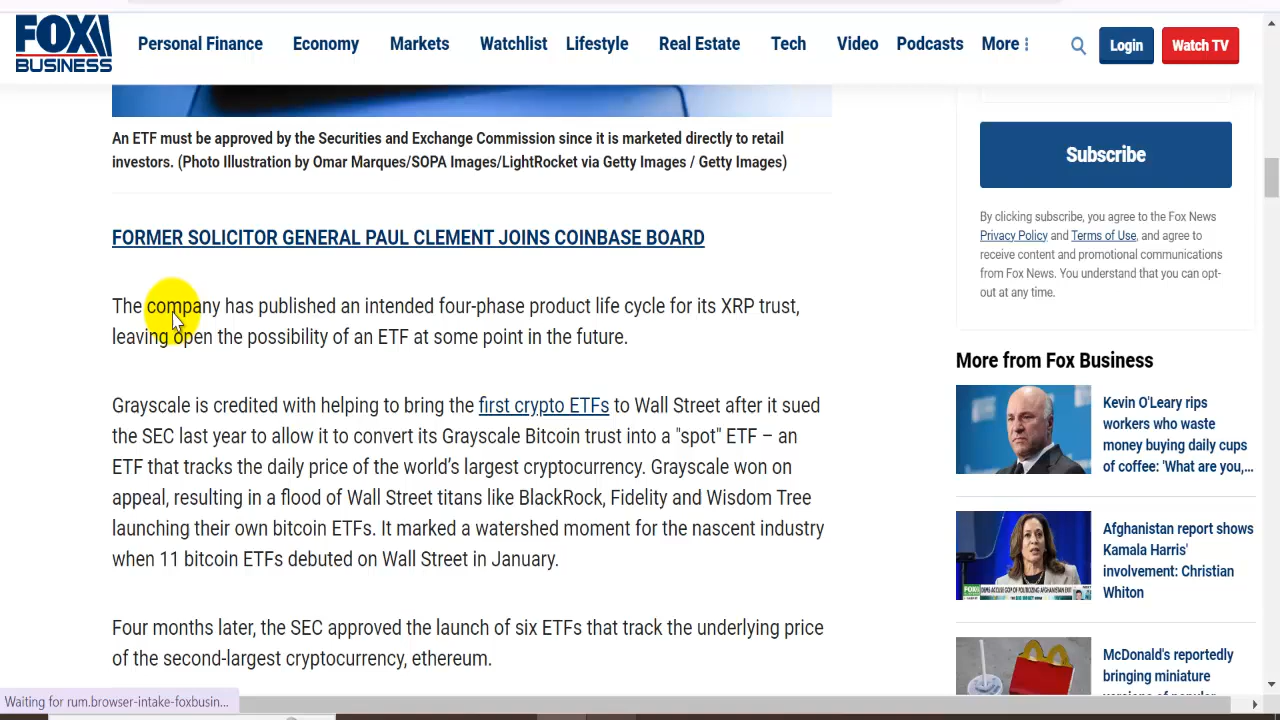 FOX
BUSINESS
Personal Finance Economy Markets Watchlist Lifestyle Real Estate Tech Video Podcasts More Login Watch TV
An ETF must be approved by the Securities and Exchange Commission since it is marketed directly to retail
investors. (Photo Illustration by Omar Marques/SOPA Images/LightRocket via Getty Images / Getty Images)
FORMER SOLICITOR GENERAL PAUL CLEMENT JOINS COINBASE BOARD
The company has published an intended four-phase product life cycle for its XRP trust,
leaving open the possibility of an ETF at some point in the future.
Grayscale is credited with helping to bring the first crypto ETFs to Wall Street after it sued
the SEC last year to allow it to convert its Grayscale Bitcoin trust into a "spot" ETF – an
ETF that tracks the daily price of the world's largest cryptocurrency. Grayscale won on
appeal, resulting in a flood of Wall Street titans like BlackRock, Fidelity and Wisdom Tree
launching their own bitcoin ETFs. It marked a watershed moment for the nascent industry
when 11 bitcoin ETFs debuted on Wall Street in January.
Four months later, the SEC approved the launch of six ETFs that track the underlying price
of the second-largest cryptocurrency, ethereum.
Subscribe
By clicking subscribe, you agree to the Fox News
Privacy Policy and Terms of Use, and agree to
receive content and promotional communications
from Fox News. You understand that you can opt-
out at any time.
More from Fox Business
Kevin O'Leary rips
workers who waste
money buying daily cups
of coffee: 'What are you,...
Afghanistan report shows
Kamala Harris'
involvement: Christian
Whiton
McDonald's reportedly
bringing miniature
versions of popular
Waiting for rum.browser-intake-foxbusin...